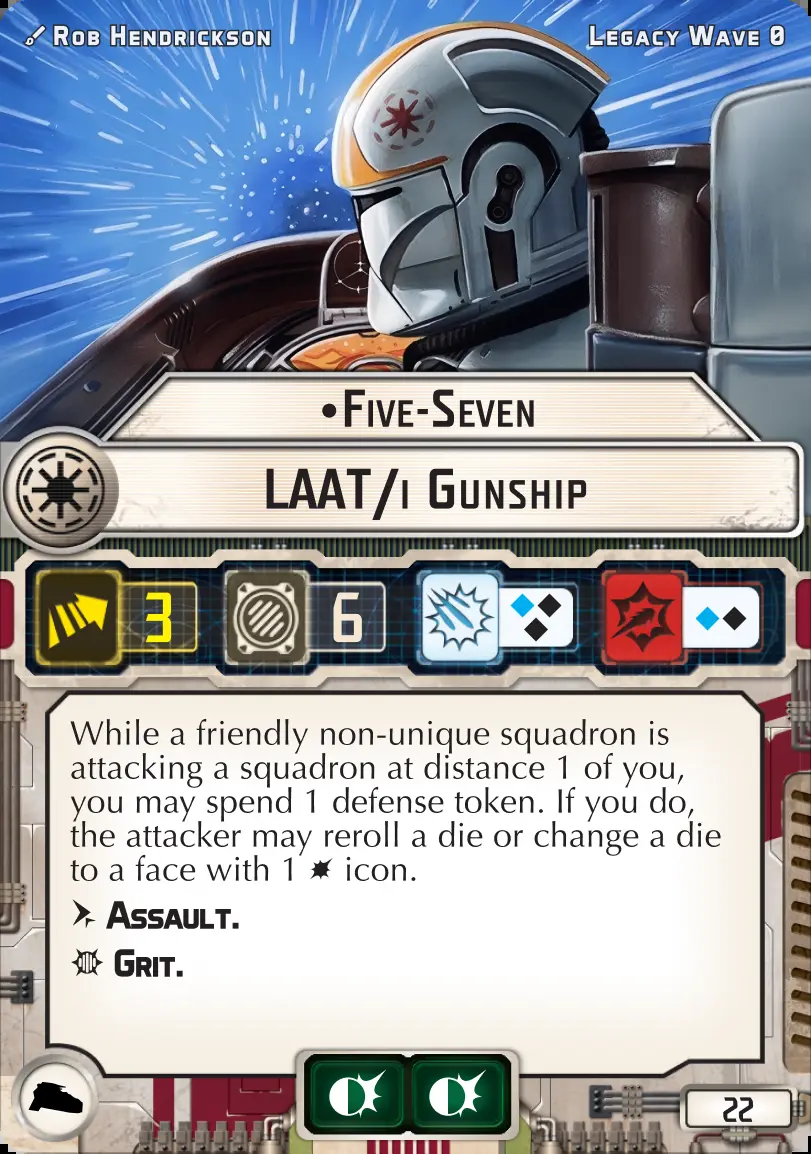 Rob Hendrickson
Legacy Wave 0
•Five-Seven
LAAT/i Gunship
3
6
While a friendly non-unique squadron is
attacking a squadron at distance 1 of you,
you may spend 1 defense token. If you do,
the attacker may reroll a die or change a die
to a face with 1 icon.
Assault.
Grit.
22